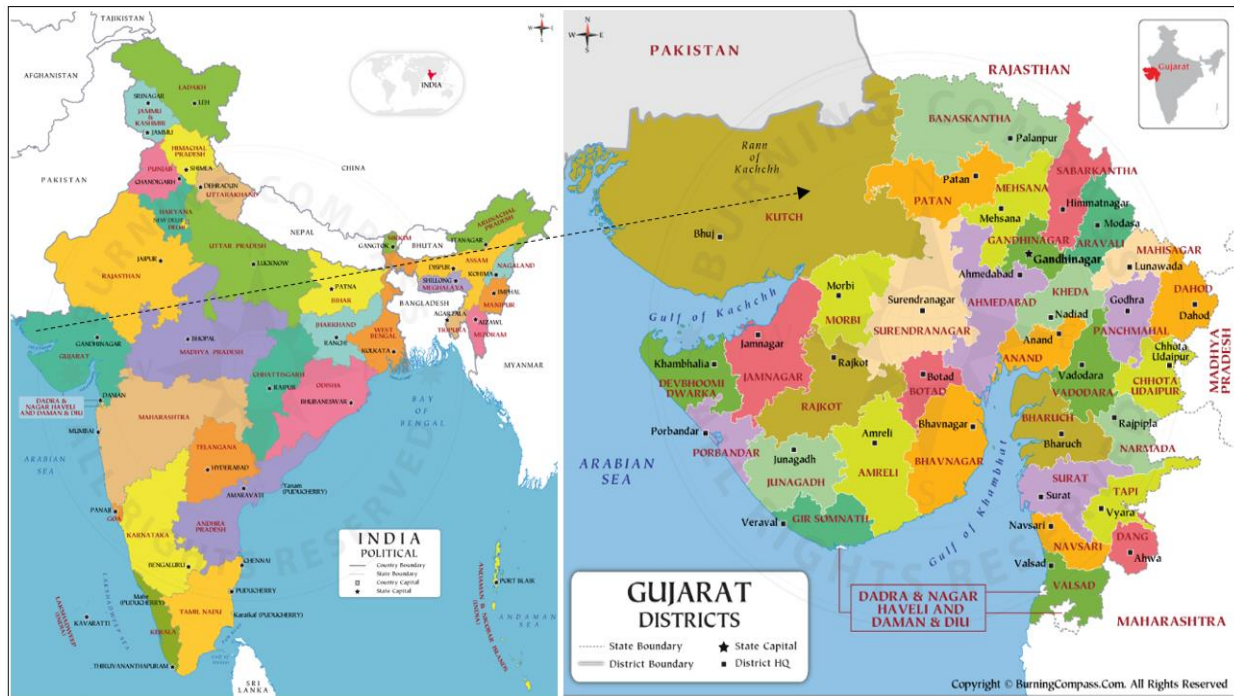 TAJIKISTAN
AFGHANISTAN
LADAKH
SRINAGAR
LEH
JAMMU
&
KASHMIR
JAMMU
INDIA
HIMACHAL
PRADESH
SHIMLA
CHINA
PUNJAB
CHANDIGARH
DEHRADUN
UTTARAKHAND
PAKISTAN
HARYANA
NEW DELHI
DELHI
ARUNACHAL
PRADESH
NEPAL
SIKKIM
GANGTOK
BHUTAN
ITANAGAR
UTTAR PRADESH
ASSAM
RAJASTHAN
JAIPUR
LUCKNOW
DISPUR
NAGALAND
KOHIMA
SHILLONG
MEGHALAYA
PATNA
BIHAR
IMPHAL
MANIPUR
BANGLADESH
AGARTALA
TRIPURA
AIZAWL
MIZORAM
JHARKHAND
RANCHI
WEST
BENGAL
KOLKATA
GANDHINAGAR
GUJARAT
BHOPAL
MADHYA PRADESH
MYANMAR
CHHATTISGARH
RAIPUR
ODISHA
BHUBANESWAR
DAMAN
DADRA &
NAGAR HAVELI
AND DAMAN & DIU
MAHARASHTRA
MUMBAI
BAY
OF
BENGAL
TELANGANA
HYDERABAD
ARABIAN
SEA
AMARAVATI
Yanam
(PUDUCHERRY)
PANAJI
GOA
ANDHRA
PRADESH
KARNATAKA
INDIA
POLITICAL
Country Boundary
State Boundary
Country Capital
State Capital
BENGALURU
CHENNAI
Mahe
(PUDUCHERRY)
PUDUCHERRY
PORT BLAIR
ANDAMAN & NICOBAR ISLANDS
(INDIA)
ANDAMAN
SEA
LAKSHADWEEP
(INDIA)
LAKSHADWEEP SEA
KAVARATTI
TAMIL NADU
Karaikal (PUDUCHERRY)
KERALA
THIRUVANANTHAPURAM
SRI
LANKA
N
W E
S
PAKISTAN
RAJASTHAN
Gujarat
BANASKANTHA
Palanpur
Rann
of
Kachchh
SABARKANTHA
Patan
PATAN
MEHSANA
Mehsana
Himmatnagar
KUTCH
Bhuj
Modasa
ARAVALI
GANDHINAGAR
Gandhinagar
MAHISAGAR
Lunawada
Ahmedabad
AHMEDABAD
KHEDA
Nadiad
Godhra
PANCHMAHAL
DAHOD
Dahod
Morbi
MORBI
Surendranagar
SURENDRANAGAR
Gulf of Kachchh
Jamnagar
JAMNAGAR
Rajkot
RAJKOT
Khambhalia
DEVBHOOMI
DWARKA
Anand
ANAND
Vadodara
VADODARA
Chhota
Udaipur
CHHOTA
UDAIPUR
MADHYA
PRADESH
Botad
BOTAD
BHARUCH
Bharuch
Rajpipla
NARMADA
Porbandar
PORBANDAR
Amreli
AMRELI
Bhavnagar
BHAVNAGAR
Junagadh
JUNAGADH
ARABIAN
SEA
Gulf of Khambhat
SURAT
Surat
TAPI
Vyara
Veraval
GIR SOMNATH
Navsari
NAVSARI
DANG
Ahwa
Valsad
VALSAD
GUJARAT
DISTRICTS
State Boundary
State Capital
District Boundary
District HQ
DADRA & NAGAR
HAVELI AND
DAMAN & DIU
MAHARASHTRA
Copyright © BurningCompass.Com. All Rights Reserved